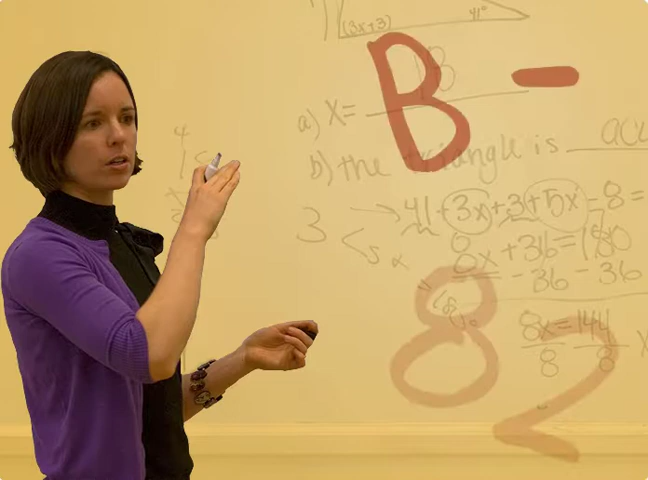 (3x+3) 41°
B -
a) X= 18
b) the triangle is acu
3 41+3x+3+5x-8=
8x+36=180
-36 -36
8x=144
8 8
82